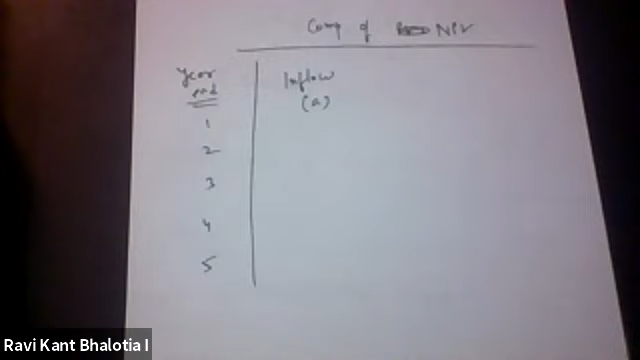 Comp of NPV
Year end
Inflow
(a)
1
2
3
4
5
Ravi Kant Bhalotia I